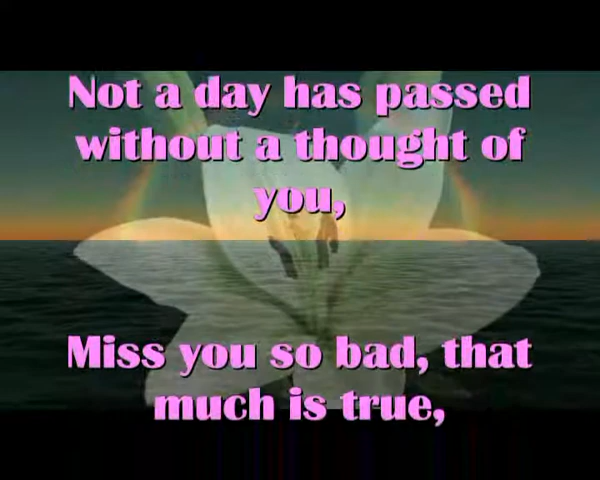 Not a day has passed
without a thought of
you,
Miss you so bad, that
much is true,